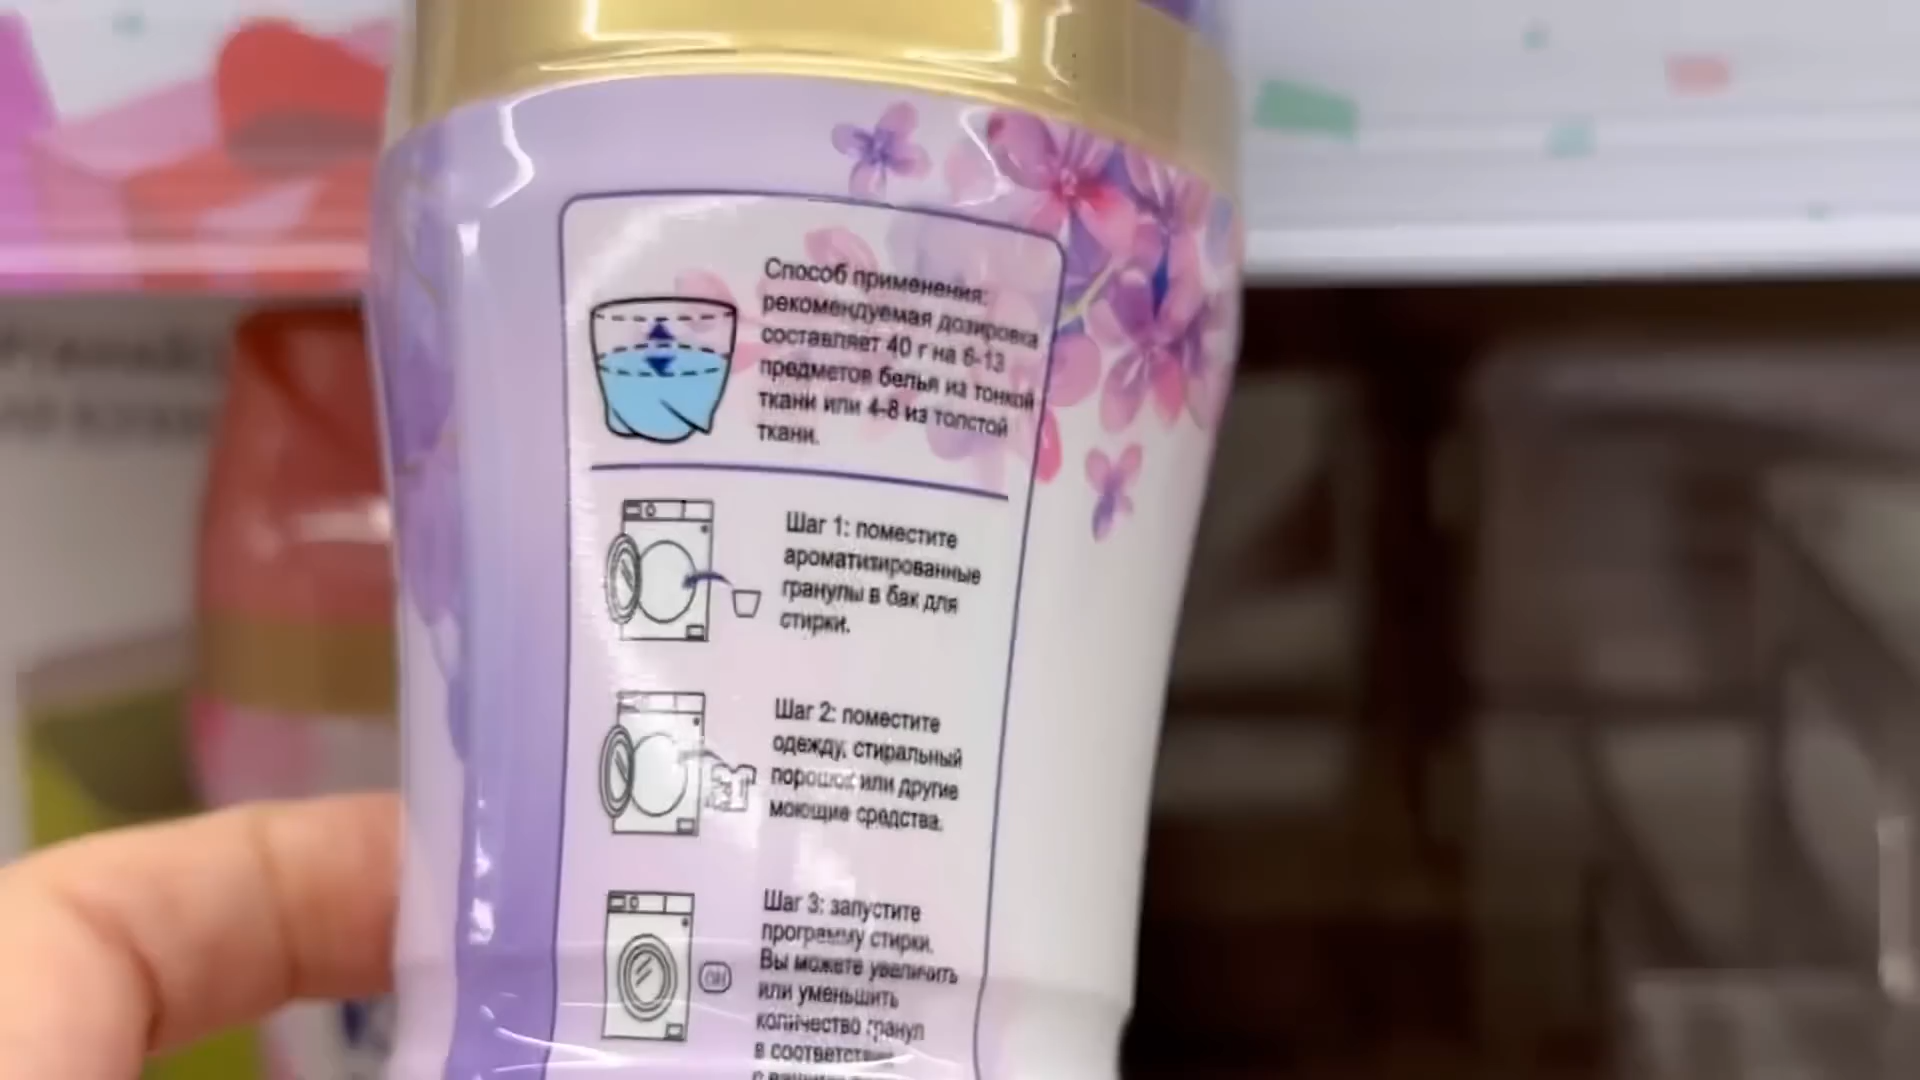 Способ применения:
рекомендуемая дозировка
составляет 40 г на 6-13
предметов белья из тонкой
ткани или 4-8 из толстой
ткани.
Шаг 1: поместите
ароматизированные
гранулы в бак для
стирки.
Шаг 2: поместите
одежду, стиральный
порошок или другие
моющие средства.
Шаг 3: запустите
программу стирки.
Вы можете увеличить
или уменьшить
количество гранул
в соответствии